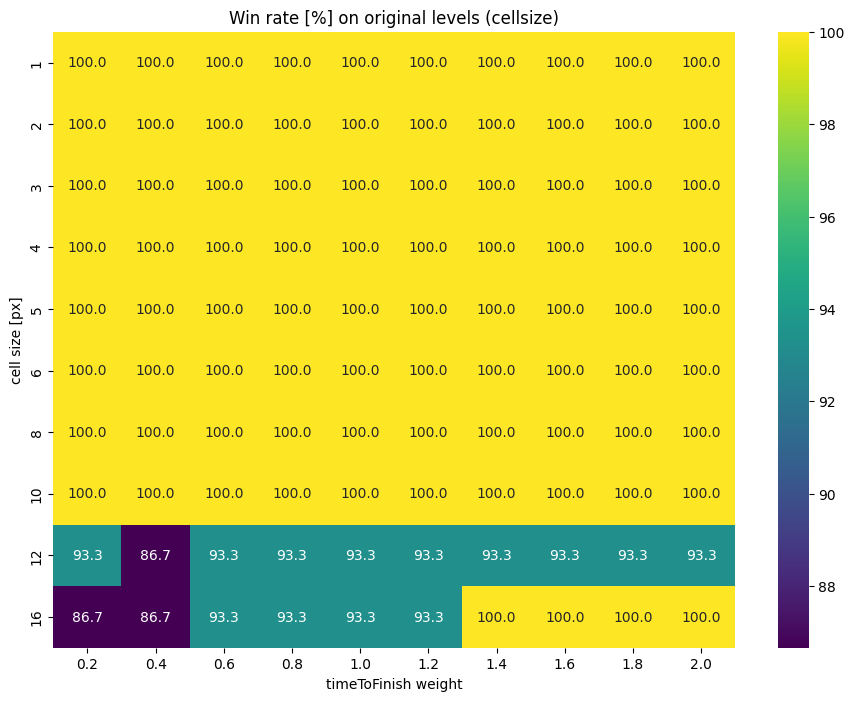 Win rate [%] on original levels (cellsize)
1 100.0 100.0 100.0 100.0 100.0 100.0 100.0 100.0 100.0 100.0
2 100.0 100.0 100.0 100.0 100.0 100.0 100.0 100.0 100.0 100.0
3 100.0 100.0 100.0 100.0 100.0 100.0 100.0 100.0 100.0 100.0
4 100.0 100.0 100.0 100.0 100.0 100.0 100.0 100.0 100.0 100.0
5 100.0 100.0 100.0 100.0 100.0 100.0 100.0 100.0 100.0 100.0
6 100.0 100.0 100.0 100.0 100.0 100.0 100.0 100.0 100.0 100.0
8 100.0 100.0 100.0 100.0 100.0 100.0 100.0 100.0 100.0 100.0
10 100.0 100.0 100.0 100.0 100.0 100.0 100.0 100.0 100.0 100.0
12 93.3 86.7 93.3 93.3 93.3 93.3 93.3 93.3 93.3 93.3
16 86.7 86.7 93.3 93.3 93.3 93.3 100.0 100.0 100.0 100.0
0.2 0.4 0.6 0.8 1.0 1.2 1.4 1.6 1.8 2.0
timeToFinish weight
cell size [px]
100
98
96
94
92
90
88